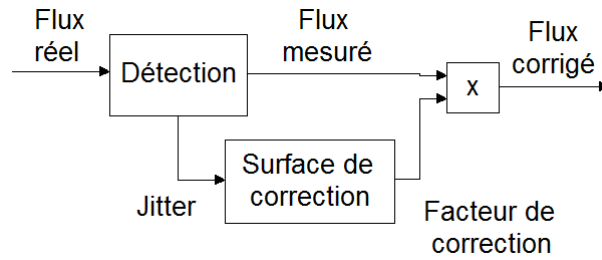 Flux
réel
Détection
Flux
mesuré
x
Flux
corrigé
Surface de
correction
Jitter
Facteur de
correction